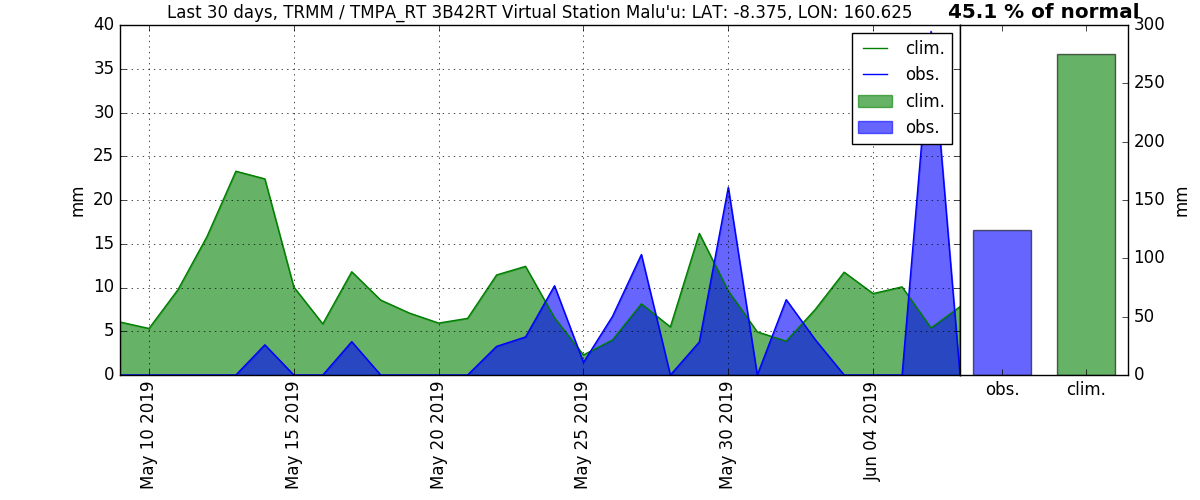 Last 30 days, TRMM / TMPA_RT 3B42RT Virtual Station Malu'u: LAT: -8.375, LON: 160.625
45.1 % of normal
clim.
obs.
clim.
obs.
mm
40
35
30
25
20
15
10
5
0
May 10 2019
May 15 2019
May 20 2019
May 25 2019
May 30 2019
Jun 04 2019
300
250
200
150
100
50
0
mm
obs.
clim.